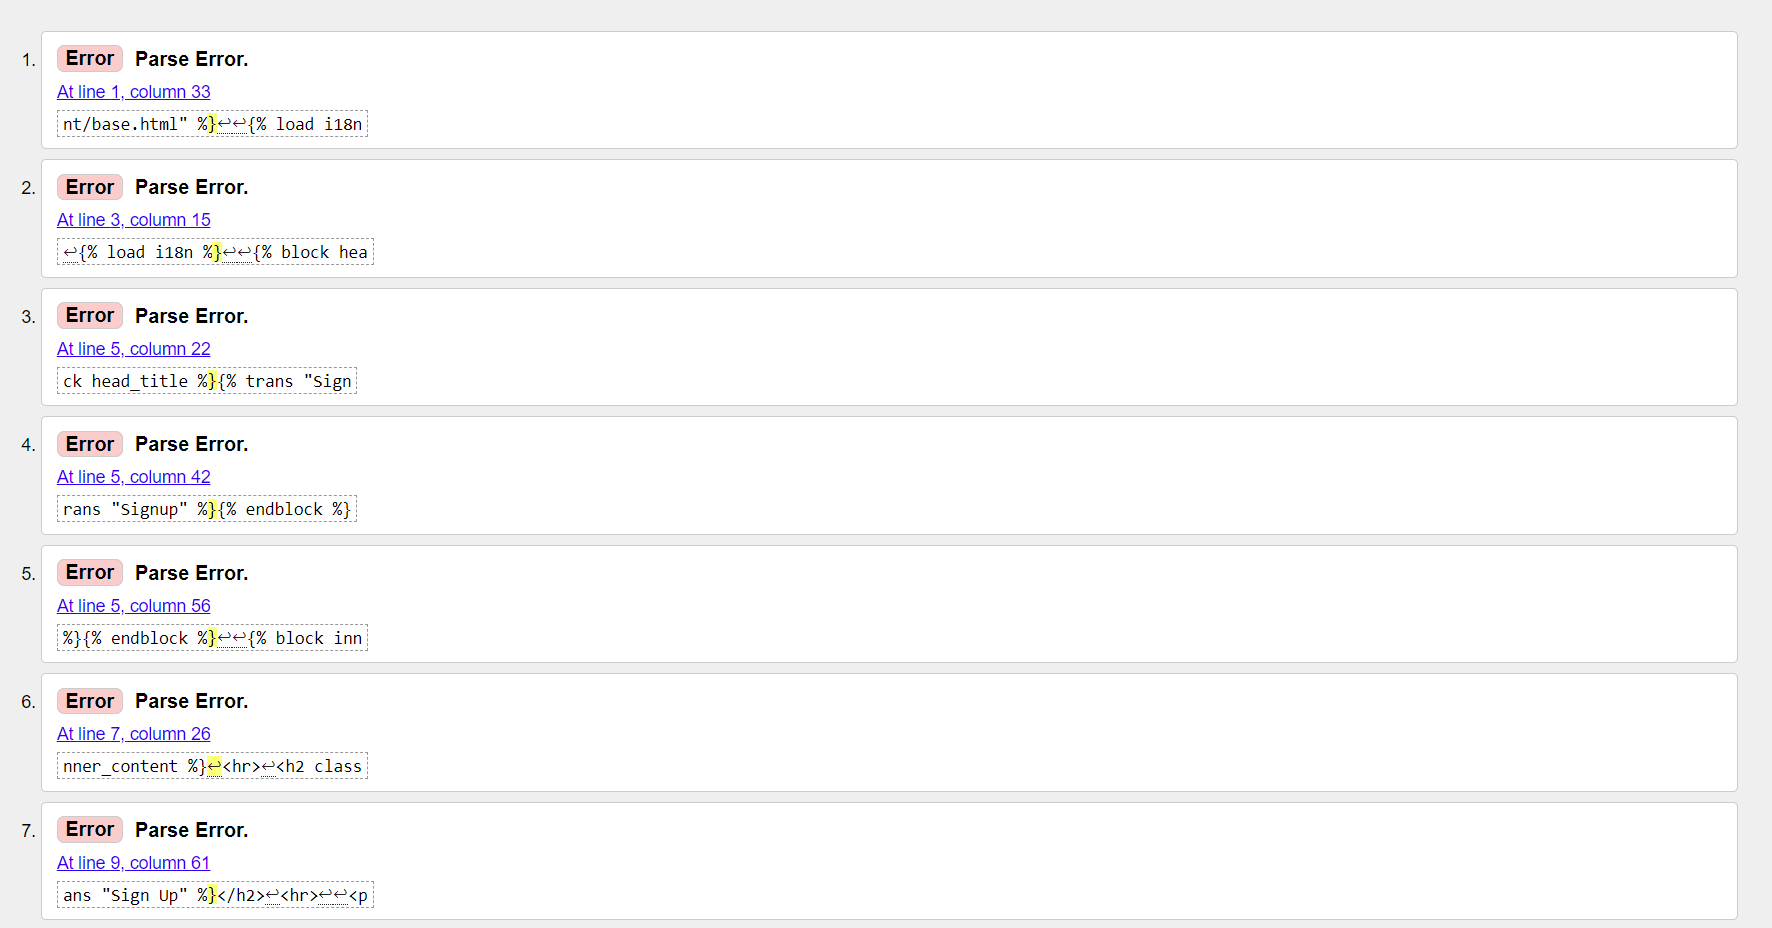 1. Error Parse Error.
At line 1, column 33
nt/base.html" %}↩↩{% load i18n
2. Error Parse Error.
At line 3, column 15
↩{% load i18n %}↩↩{% block hea
3. Error Parse Error.
At line 5, column 22
ck head_title %}{% trans "Sign
4. Error Parse Error.
At line 5, column 42
rans "Signup" %}{% endblock %}
5. Error Parse Error.
At line 5, column 56
%}{% endblock %}↩↩{% block inn
6. Error Parse Error.
At line 7, column 26
nner_content %}↩<hr>↩<h2 class
7. Error Parse Error.
At line 9, column 61
ans "Sign Up" %}</h2>↩<hr>↩↩<p